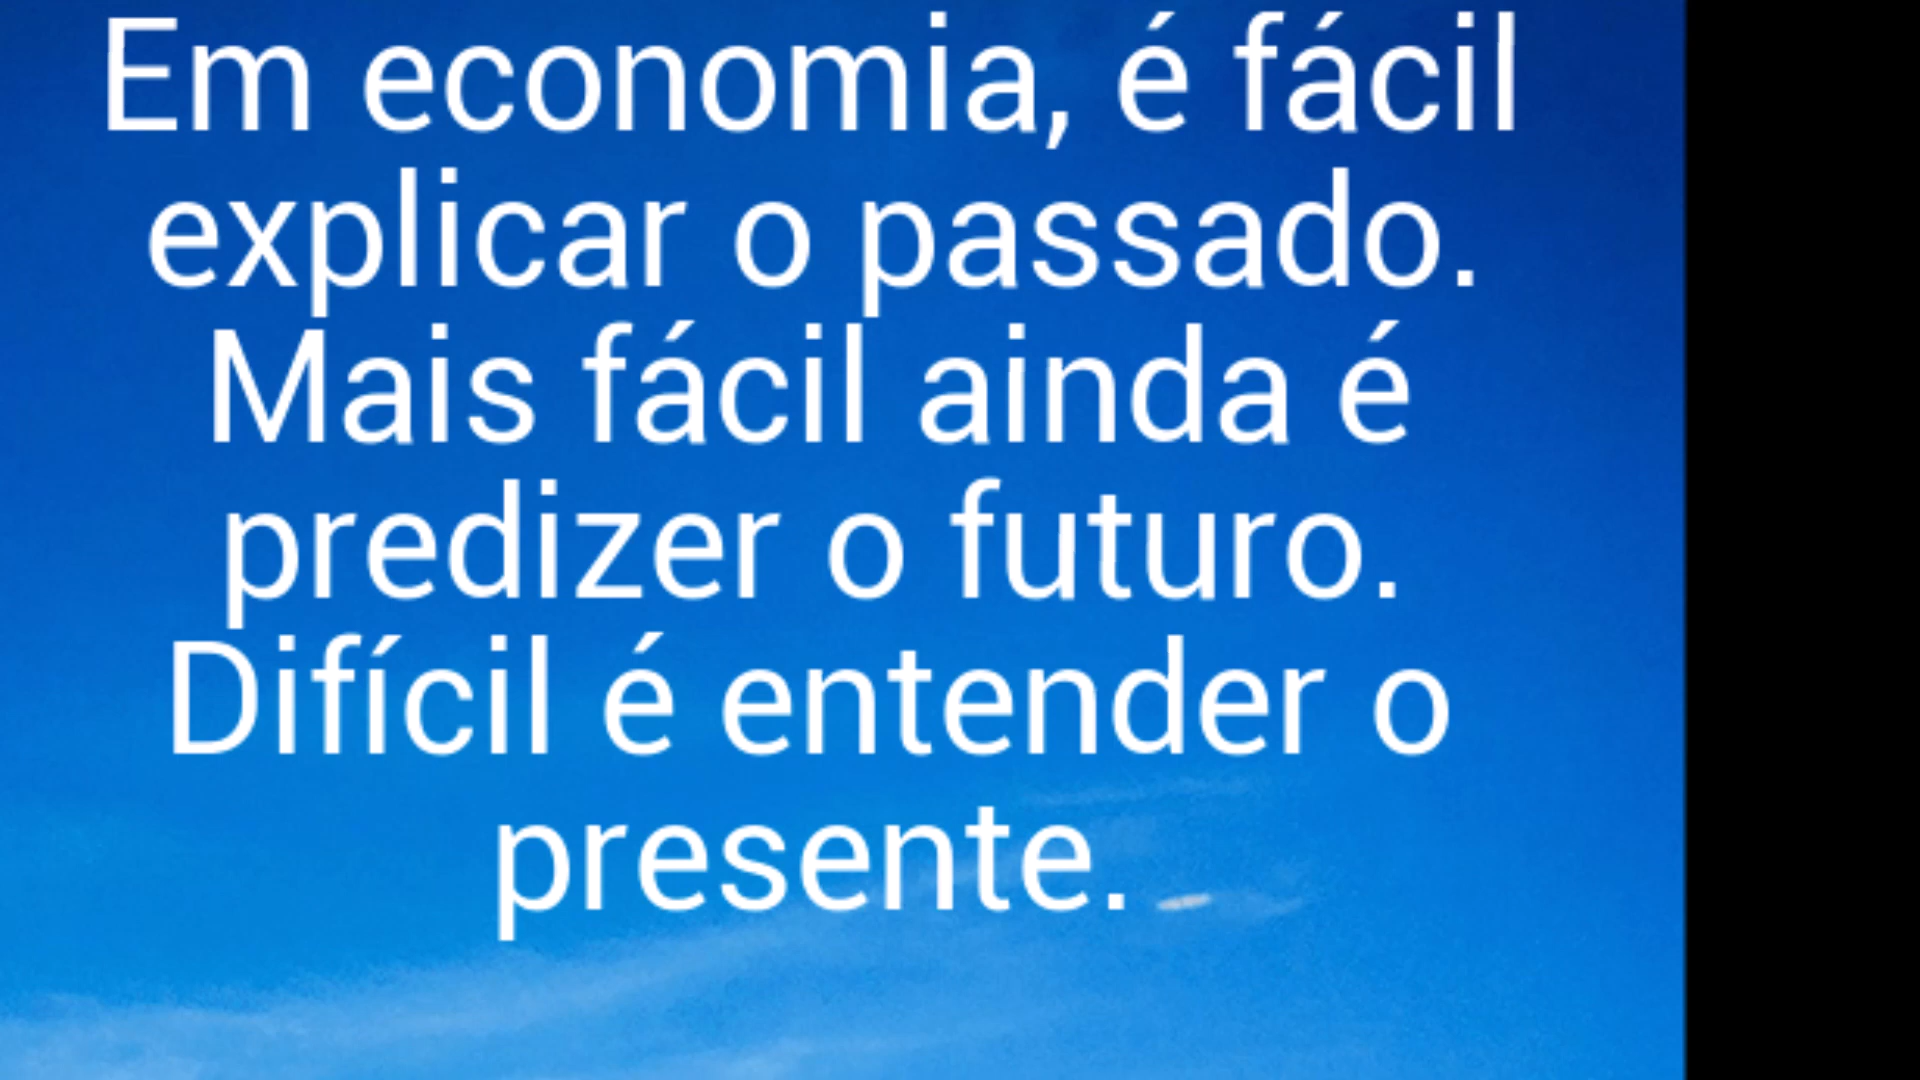 Em economia, é fácil
explicar o passado.
Mais fácil ainda é
predizer o futuro.
Difícil é entender o
presente.